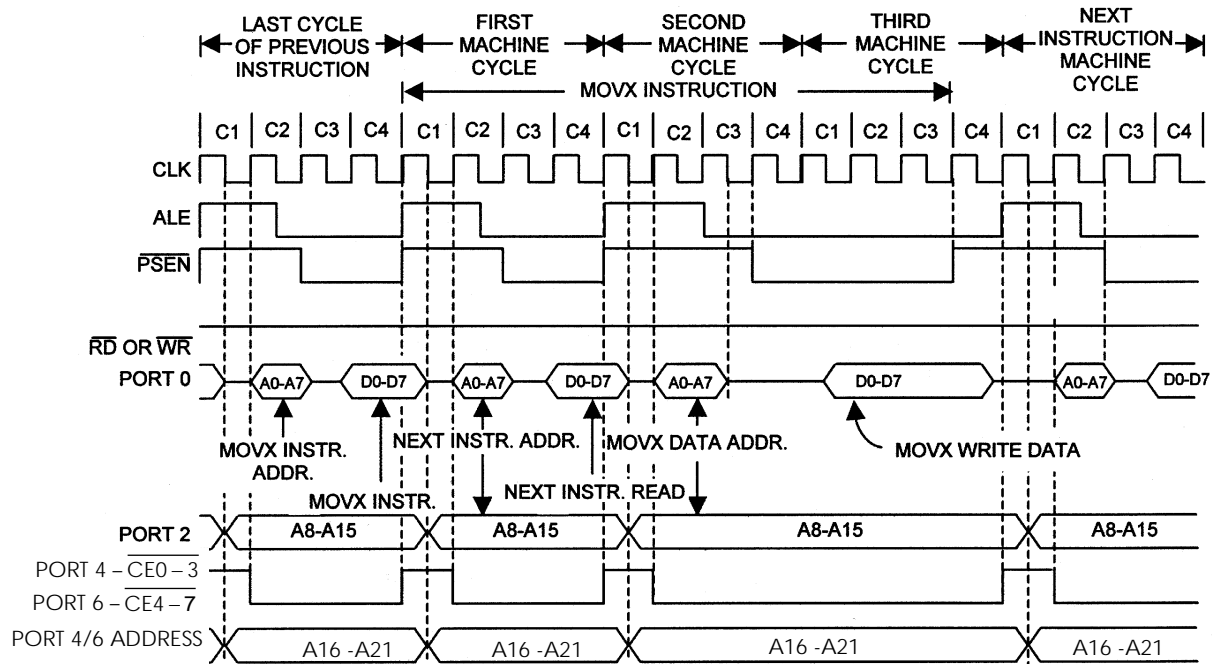 LAST CYCLE
OF PREVIOUS
INSTRUCTION
FIRST
MACHINE
CYCLE
SECOND
MACHINE
CYCLE
THIRD
MACHINE
CYCLE
NEXT
INSTRUCTION
MACHINE
CYCLE
MOVX INSTRUCTION
C1 C2 C3 C4 C1 C2 C3 C4 C1 C2 C3 C4 C1 C2 C3 C4 C1 C2 C3 C4
CLK
ALE
PSEN
RD OR WR
PORT 0 A0-A7 D0-D7 A0-A7 D0-D7 A0-A7 D0-D7 A0-A7 D0-D7
MOVX INSTR.
ADDR.
MOVX INSTR.
NEXT INSTR. ADDR.
NEXT INSTR. READ
MOVX DATA ADDR.
MOVX WRITE DATA
PORT 2 A8-A15 A8-A15 A8-A15 A8-A15
PORT 4 – CE0 – 3
PORT 6 – CE4 – 7
PORT 4/6 ADDRESS A16 -A21 A16 -A21 A16 -A21 A16 -A21